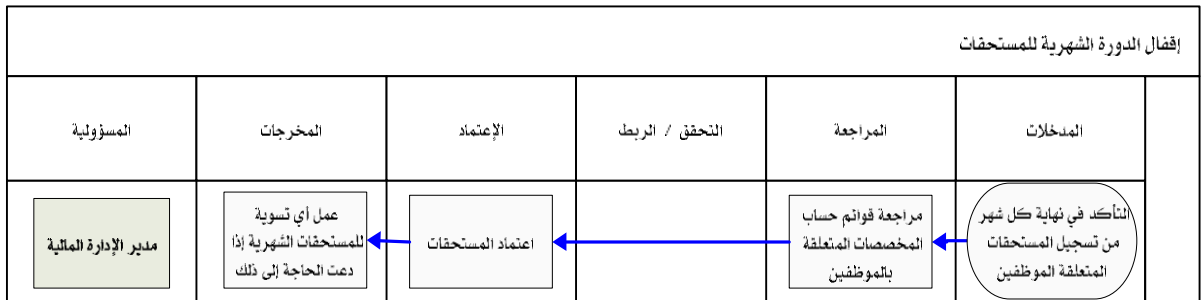 إقفال الدورة الشهرية للمستحقات
المدخلات
المراجعة
التحقق / الربط
الإعتماد
المخرجات
المسؤولية
التأكد في نهاية كل شهر
من تسجيل المستحقات
المتعلقة الموظفين
مراجعة قوائم حساب
المخصصات المتعلقة
بالموظفين
اعتماد المستحقات
عمل أي تسوية
للمستحقات الشهرية إذا
دعت الحاجة إلى ذلك
مدير الإدارة المالية